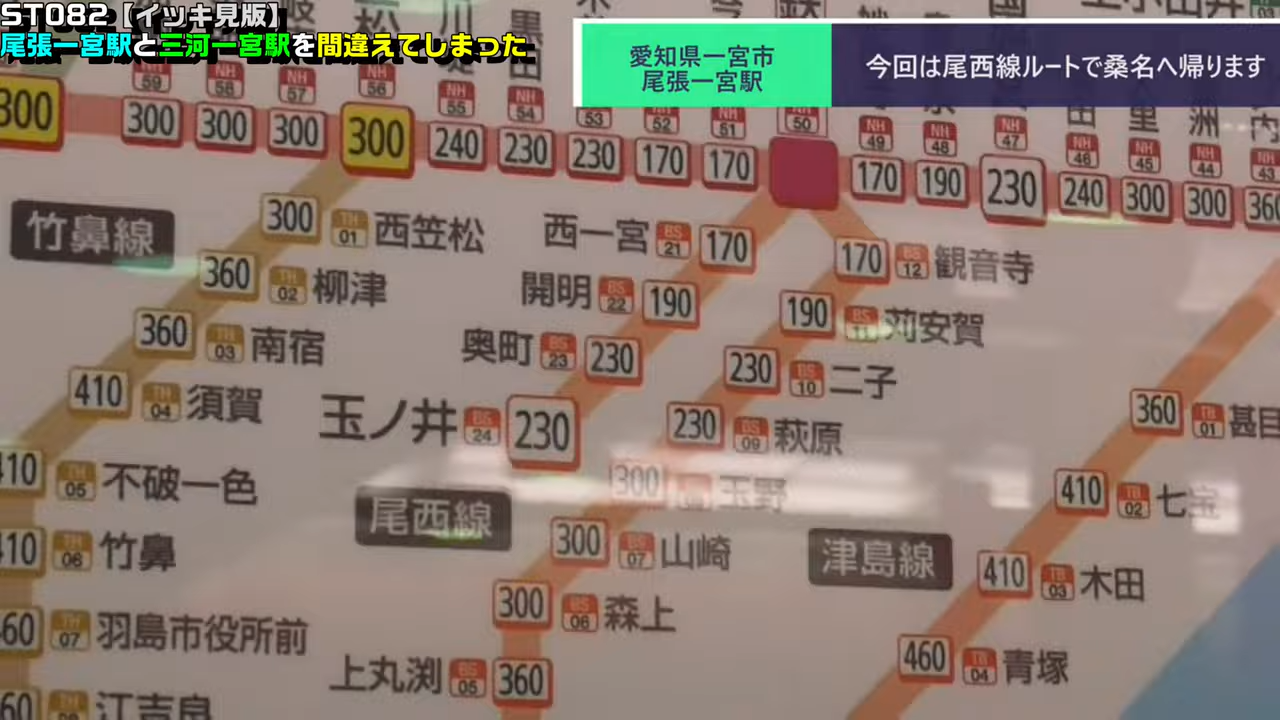 ST082【イッキ見版】
尾張一宮駅と三河一宮駅を間違えてしまった
愛知県一宮市
尾張一宮駅
今回は尾西線ルートで桑名へ帰ります
NH 59
NH 58
NH 57
NH 56
NH 55
NH 54
53
NH 52
NH 51
NH 50
NH 49
NH 48
NH 47
NH 46
NH 45
NH 44
NH 43
300
300
300
300
300
240
230
230
170
170
170
190
230
240
300
300
360
竹鼻線
300 TH 01 西笠松
360 TH 02 柳津
360 TH 03 南宿
410 TH 04 須賀
410 TH 05 不破一色
410 TH 06 竹鼻
60 TH 07 羽島市役所前
60 TH 江吉良
西一宮 BS 21 170
開明 BS 22 190
奥町 BS 23 230
玉ノ井 BS 24 230
尾西線
170 BS 12 観音寺
190 BS 11 苅安賀
230 BS 10 二子
230 BS 09 萩原
300 玉野
300 BS 07 山崎
300 BS 06 森上
上丸渕 BS 05 360
津島線
360 TB 01 甚目
410 TB 02 七宝
410 TB 03 木田
460 TB 04 青塚